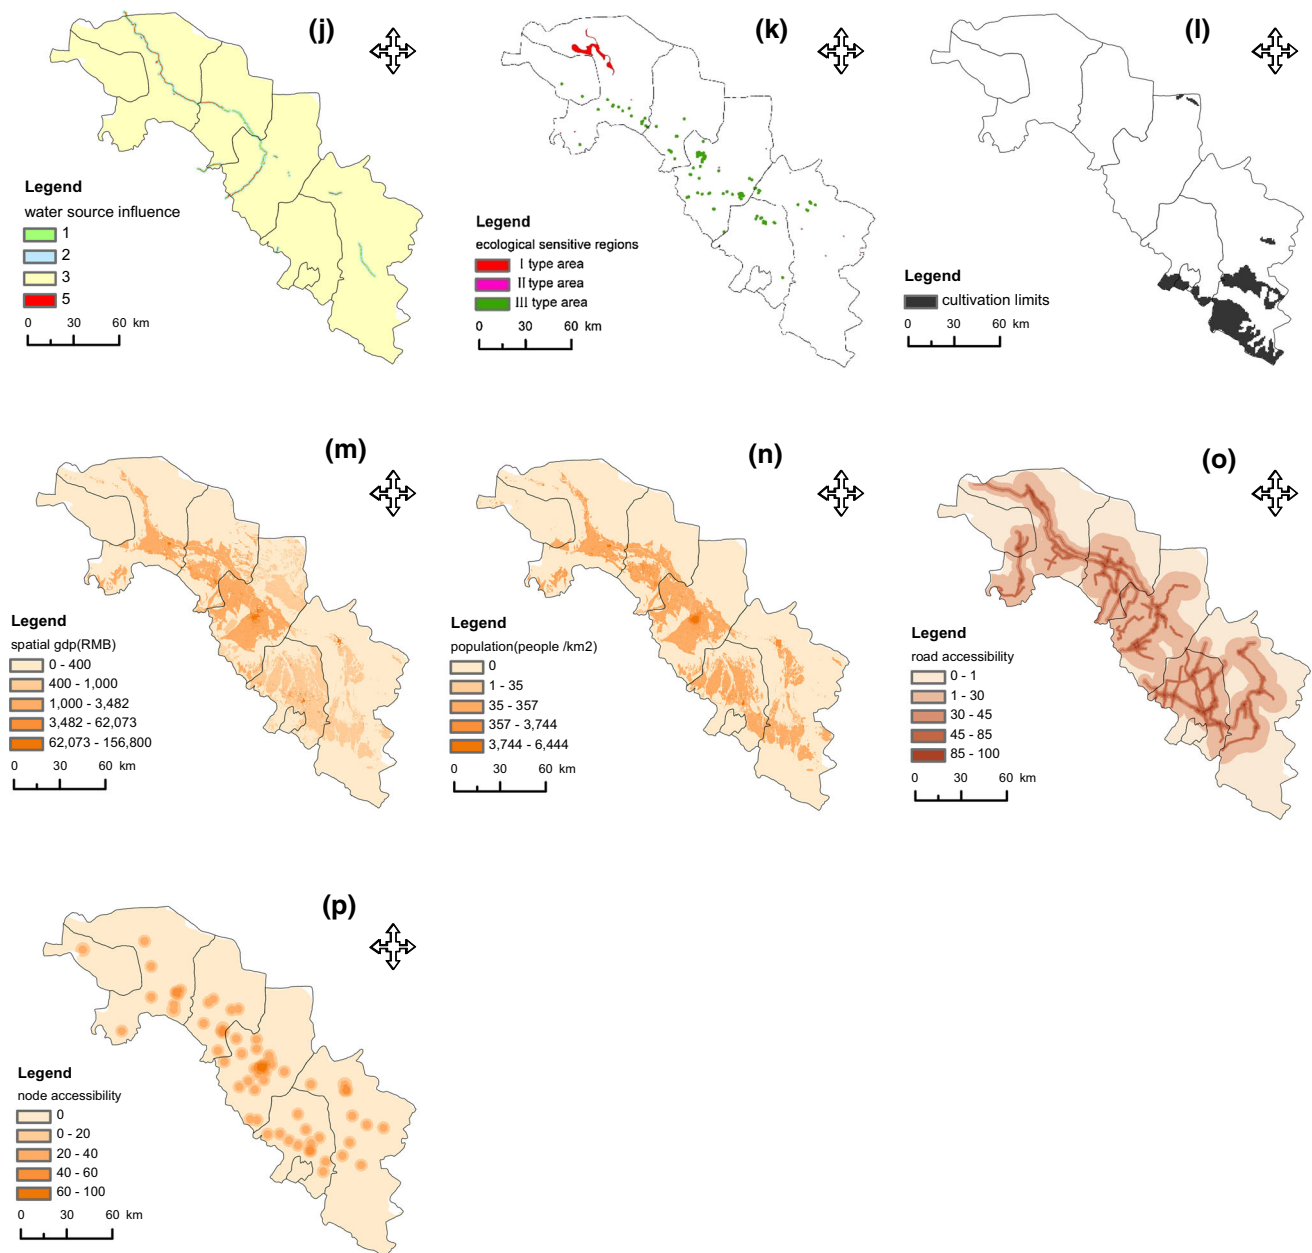 (j)
Legend
water source influence
1
2
3
5
0 30 60 km
(k)
Legend
ecological sensitive regions
I type area
II type area
III type area
0 30 60 km
(l)
Legend
cultivation limits
0 30 60 km
(m)
Legend
spatial gdp(RMB)
0 - 400
400 - 1,000
1,000 - 3,482
3,482 - 62,073
62,073 - 156,800
0 30 60 km
(n)
Legend
population(people /km2)
0
1 - 35
35 - 357
357 - 3,744
3,744 - 6,444
0 30 60 km
(o)
Legend
road accessibility
0 - 1
1 - 30
30 - 45
45 - 85
85 - 100
0 30 60 km
(p)
Legend
node accessibility
0
0 - 20
20 - 40
40 - 60
60 - 100
0 30 60 km